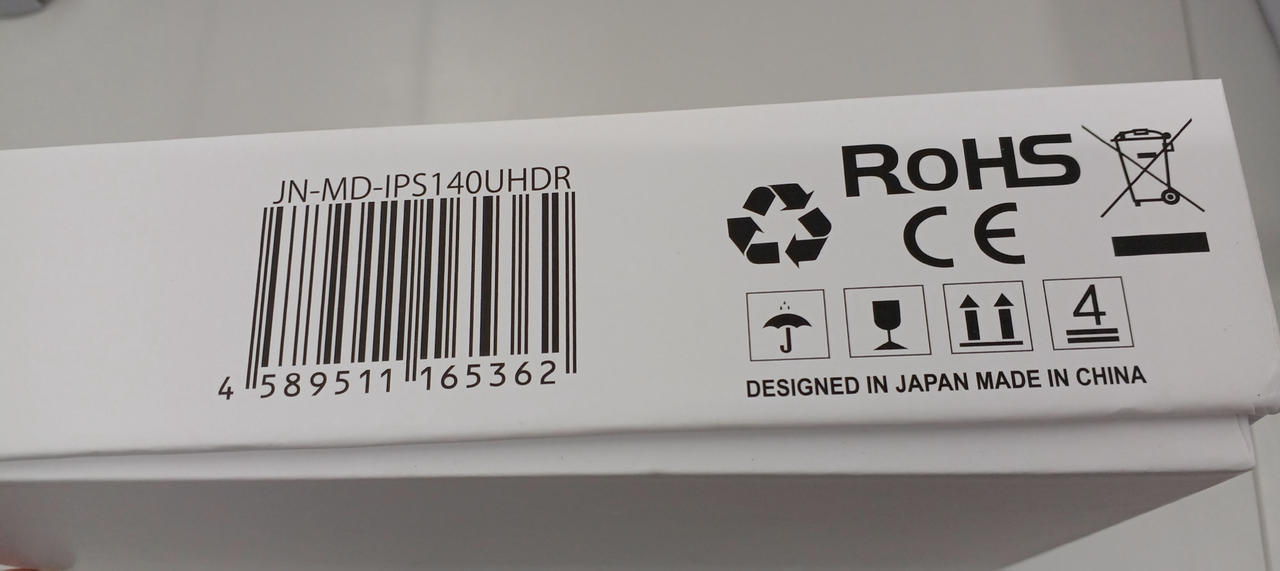 JN-MD-IPS140UHDR
4 589511 165362
RoHS
CE
4
DESIGNED IN JAPAN MADE IN CHINA